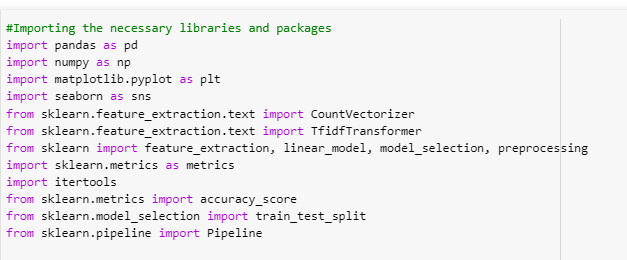 #Importing the necessary libraries and packages
import pandas as pd
import numpy as np
import matplotlib.pyplot as plt
import seaborn as sns
from sklearn.feature_extraction.text import CountVectorizer
from sklearn.feature_extraction.text import TfidfTransformer
from sklearn import feature_extraction, linear_model, model_selection, preprocessing
import sklearn.metrics as metrics
import itertools
from sklearn.metrics import accuracy_score
from sklearn.model_selection import train_test_split
from sklearn.pipeline import Pipeline